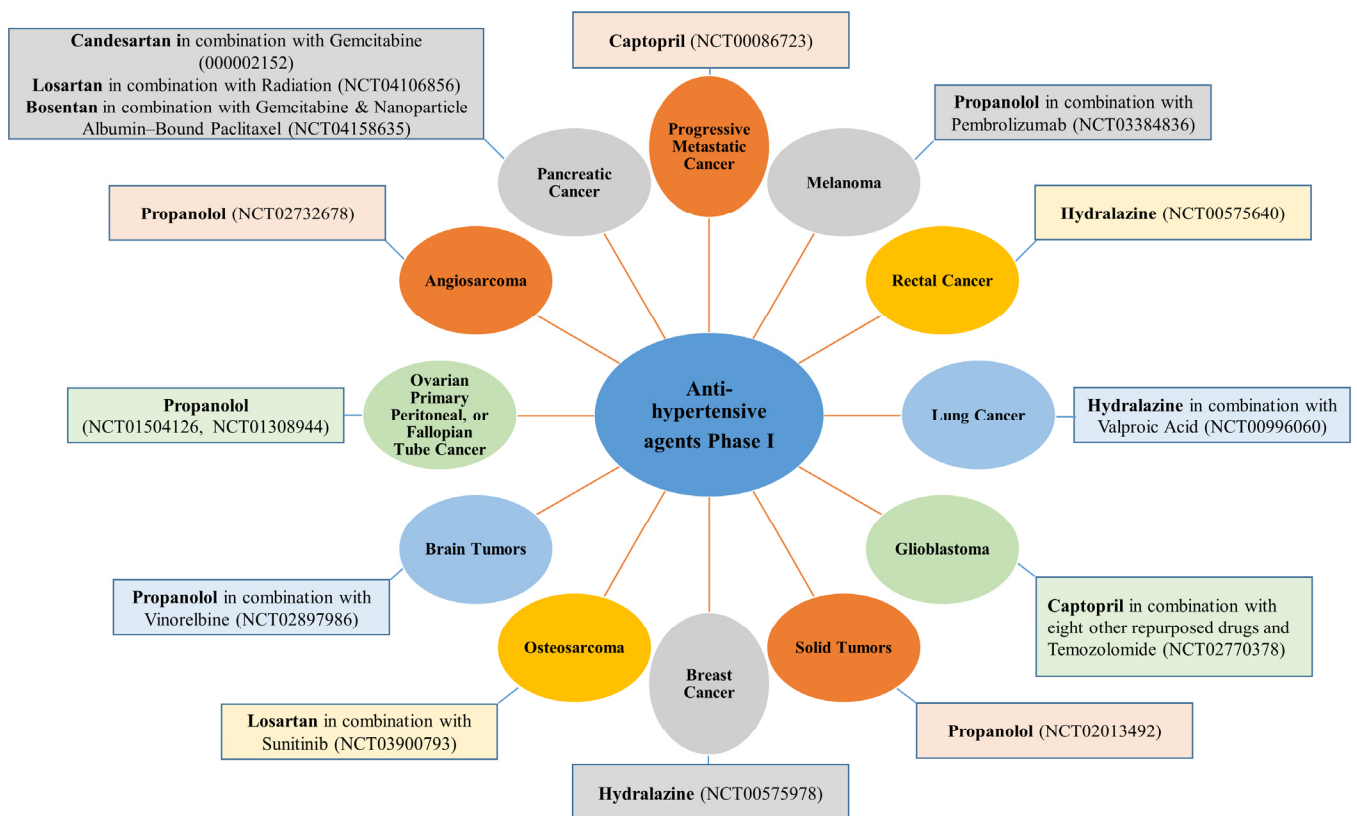 Candesartan in combination with Gemcitabine
(000002152)
Losartan in combination with Radiation (NCT04106856)
Bosentan in combination with Gemcitabine & Nanoparticle
Albumin–Bound Paclitaxel (NCT04158635)
Captopril (NCT00086723)
Propanolol in combination with
Pembrolizumab (NCT03384836)
Progressive
Metastatic
Cancer
Pancreatic
Cancer
Melanoma
Propanolol (NCT02732678)
Hydralazine (NCT00575640)
Angiosarcoma
Rectal Cancer
Ovarian
Primary
Peritoneal, or
Fallopian
Tube Cancer
Propanolol
(NCT01504126, NCT01308944)
Anti-
hypertensive
agents Phase I
Lung Cancer
Hydralazine in combination with
Valproic Acid (NCT00996060)
Brain Tumors
Glioblastoma
Propanolol in combination with
Vinorelbine (NCT02897986)
Captopril in combination with
eight other repurposed drugs and
Temozolomide (NCT02770378)
Osteosarcoma
Breast
Cancer
Solid Tumors
Losartan in combination with
Sunitinib (NCT03900793)
Propanolol (NCT02013492)
Hydralazine (NCT00575978)